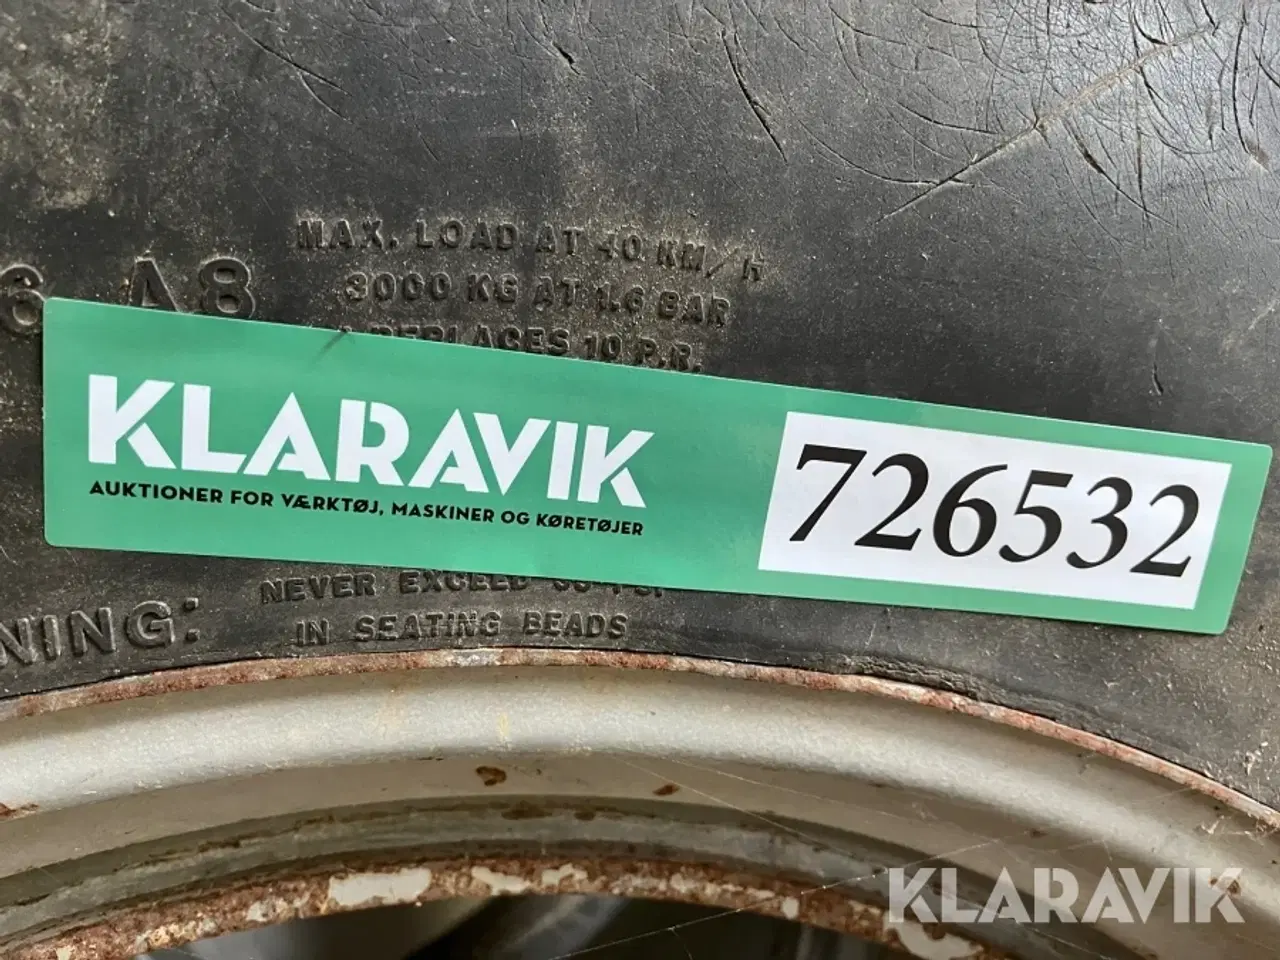 MAX. LOAD AT 40 KM/H
6 A8
3000 KG AT 1.6 BAR
REPLACES 10 P.R.
KLARAVIK
AUKTIONER FOR VÆRKTØJ, MASKINER OG KØRETØJER
726532
NEVER EXCEED
NING:
IN SEATING BEADS
KLARAVIK